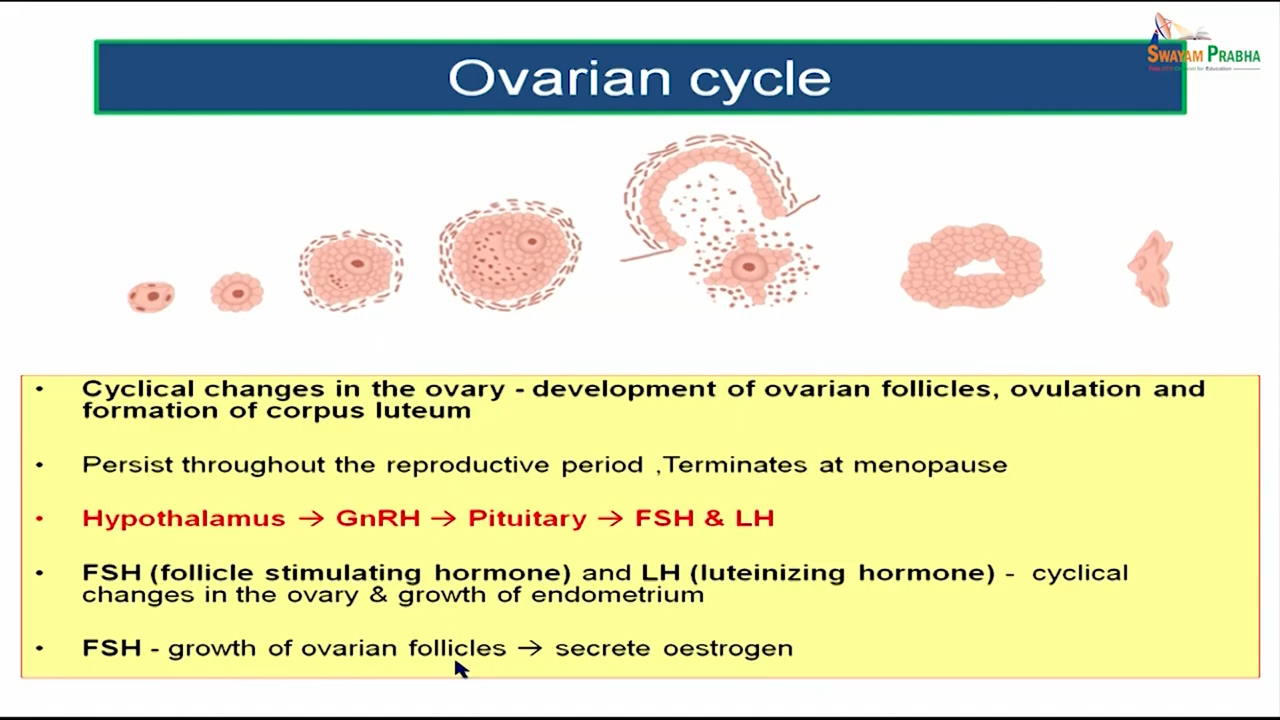 SWAYAM PRABHA
Ovarian cycle
• Cyclical changes in the ovary - development of ovarian follicles, ovulation and
formation of corpus luteum
• Persist throughout the reproductive period ,Terminates at menopause
• Hypothalamus → GnRH → Pituitary → FSH & LH
• FSH (follicle stimulating hormone) and LH (luteinizing hormone) - cyclical
changes in the ovary & growth of endometrium
• FSH - growth of ovarian follicles → secrete oestrogen